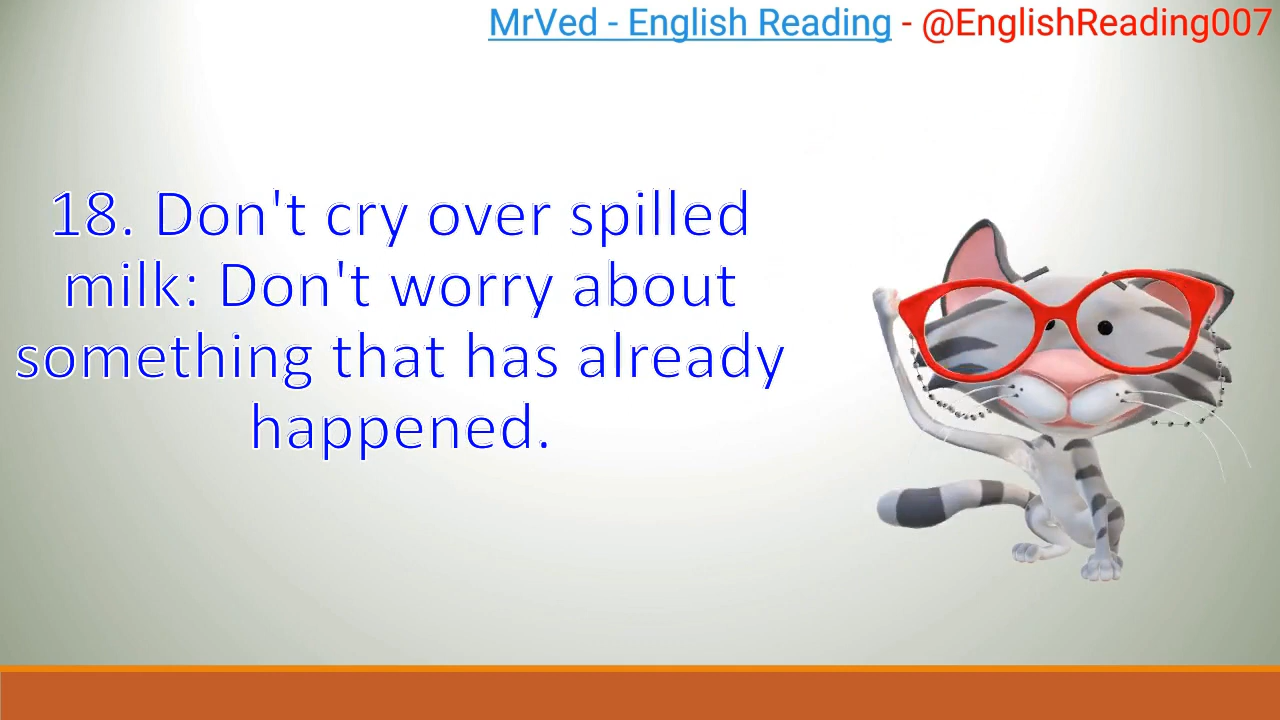 MrVed - English Reading - @EnglishReading007
18. Don't cry over spilled
milk: Don't worry about
something that has already
happened.